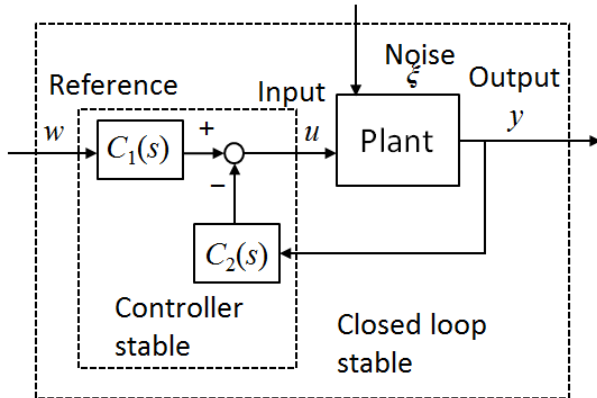 Noise
ξ
Output
Reference
Input
w
C₁(s)
+
u
Plant
y
−
C₂(s)
Controller
stable
Closed loop
stable